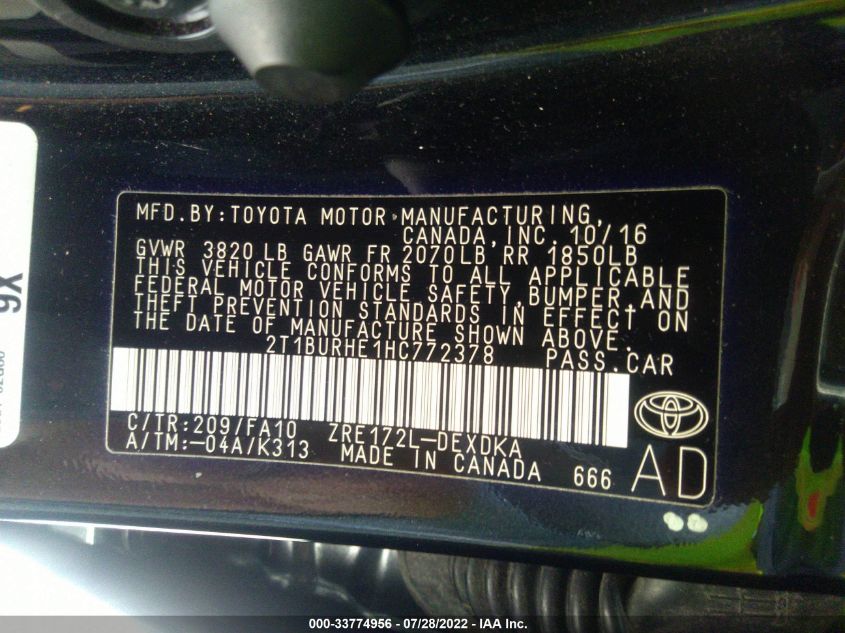 MFD.BY:TOYOTA MOTOR MANUFACTURING,
CANADA,INC. 10/16
GVWR 3820 LB GAWR FR 2070LB RR 1850LB
THIS VEHICLE CONFORMS TO ALL APPLICABLE
FEDERAL MOTOR VEHICLE SAFETY,BUMPER,AND
THEFT PREVENTION STANDARDS IN EFFECT ON
THE DATE OF MANUFACTURE SHOWN ABOVE.
2T1BURHE1HC772378 PASS.CAR
C/TR:209/FA10 ZRE172L-DEXDKA
A/TM:-04A/K313 MADE IN CANADA 666 AD
9X
000-33774956 - 07/28/2022 - IAA Inc.